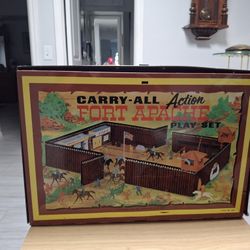 CARRY-ALL Action
FORT APACHE
PLAY SET